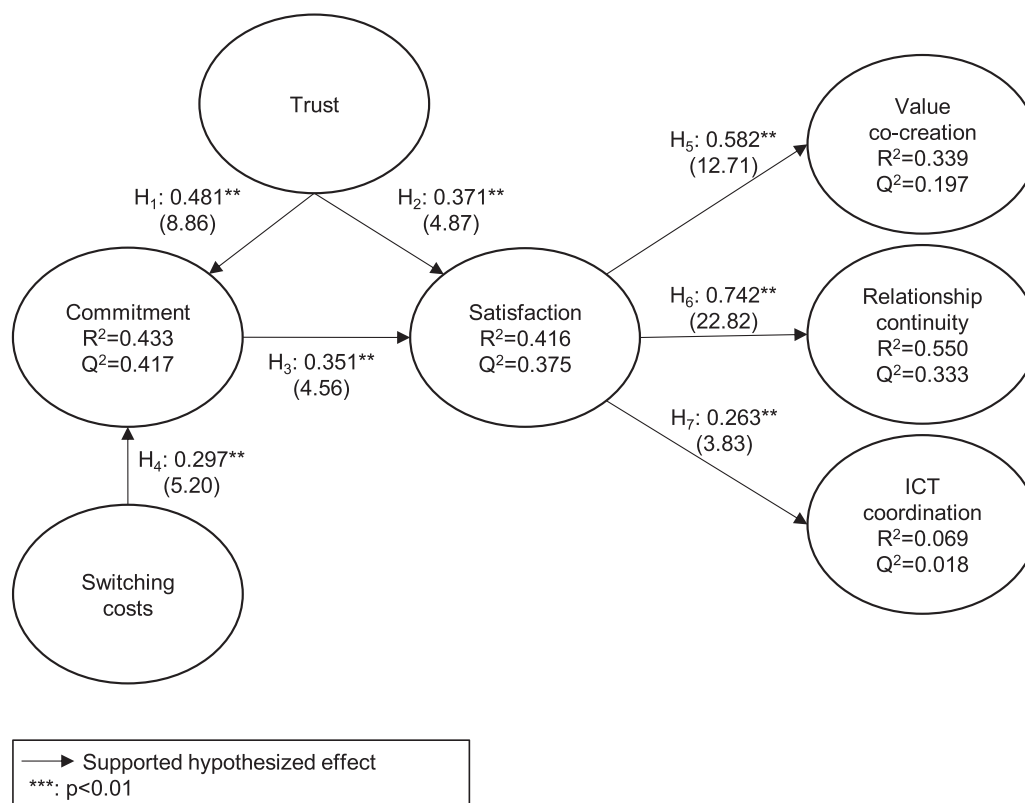 Trust
H₁: 0.481**
(8.86)
H₂: 0.371**
(4.87)
Commitment
R²=0.433
Q²=0.417
H₃: 0.351**
(4.56)
Satisfaction
R²=0.416
Q²=0.375
H₄: 0.297**
(5.20)
Switching
costs
H₅: 0.582**
(12.71)
Value
co-creation
R²=0.339
Q²=0.197
H₆: 0.742**
(22.82)
Relationship
continuity
R²=0.550
Q²=0.333
H₇: 0.263**
(3.83)
ICT
coordination
R²=0.069
Q²=0.018
Supported hypothesized effect
***: p<0.01